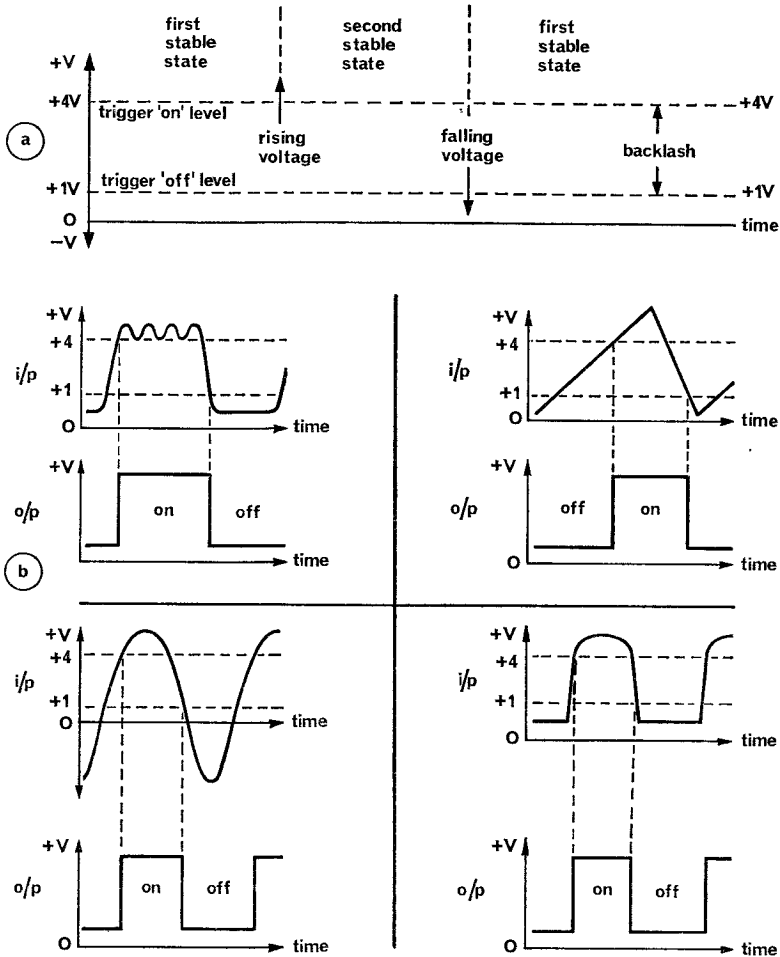 first
stable
state
second
stable
state
first
stable
state
+V
+4V
trigger 'on' level
+4V
a
rising
voltage
falling
voltage
backlash
+1V
trigger 'off' level
+1V
O
time
−V
b
+V
+4
i/p
+1
O
time
+V
o/p
on
off
O
time
+V
+4
i/p
+1
O
time
+V
o/p
off
on
O
time
+V
+4
i/p
+1
O
time
+V
o/p
on
off
O
time
+V
+4
i/p
+1
O
time
+V
o/p
on
off
O
time